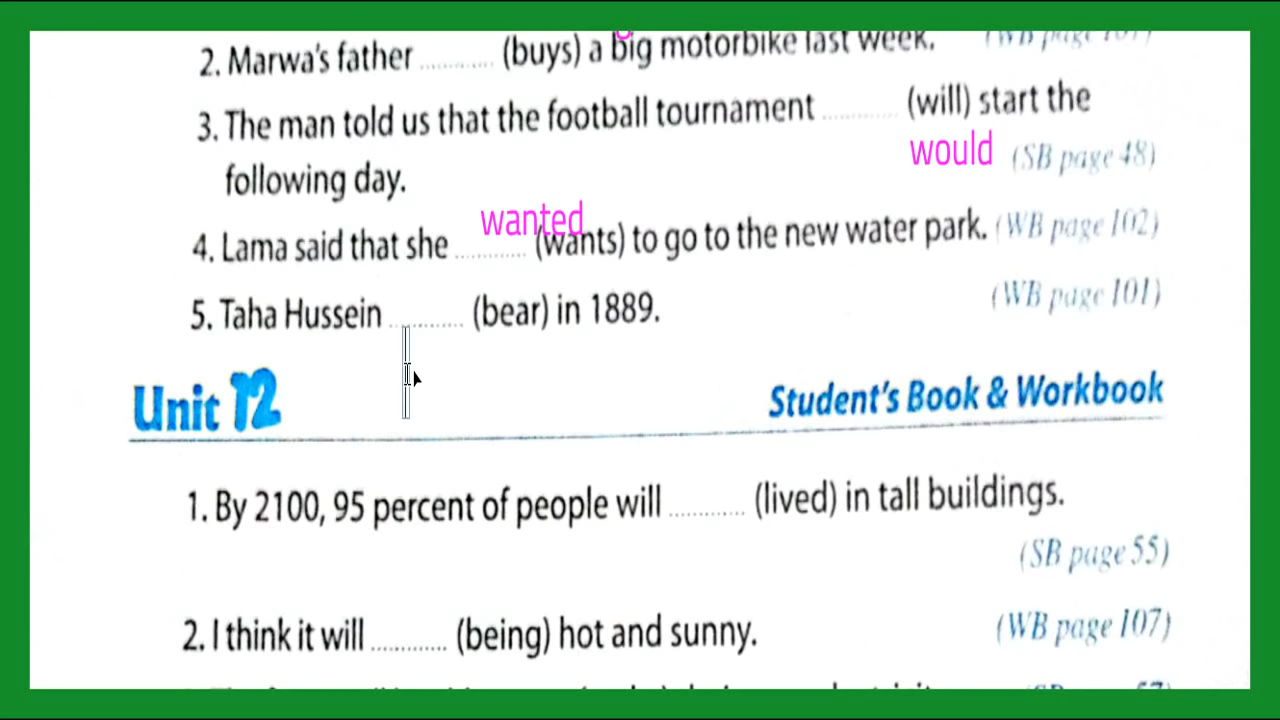 2. Marwa's father ............ (buys) a big motorbike last week. (WB page 101)
3. The man told us that the football tournament ............ (will) start the
would (SB page 48)
following day.
wanted
4. Lama said that she ............ (wants) to go to the new water park. (WB page 102)
5. Taha Hussein ............ (bear) in 1889. (WB page 101)
Unit 12 Student's Book & Workbook
1. By 2100, 95 percent of people will ............ (lived) in tall buildings.
(SB page 55)
2. I think it will ............ (being) hot and sunny. (WB page 107)